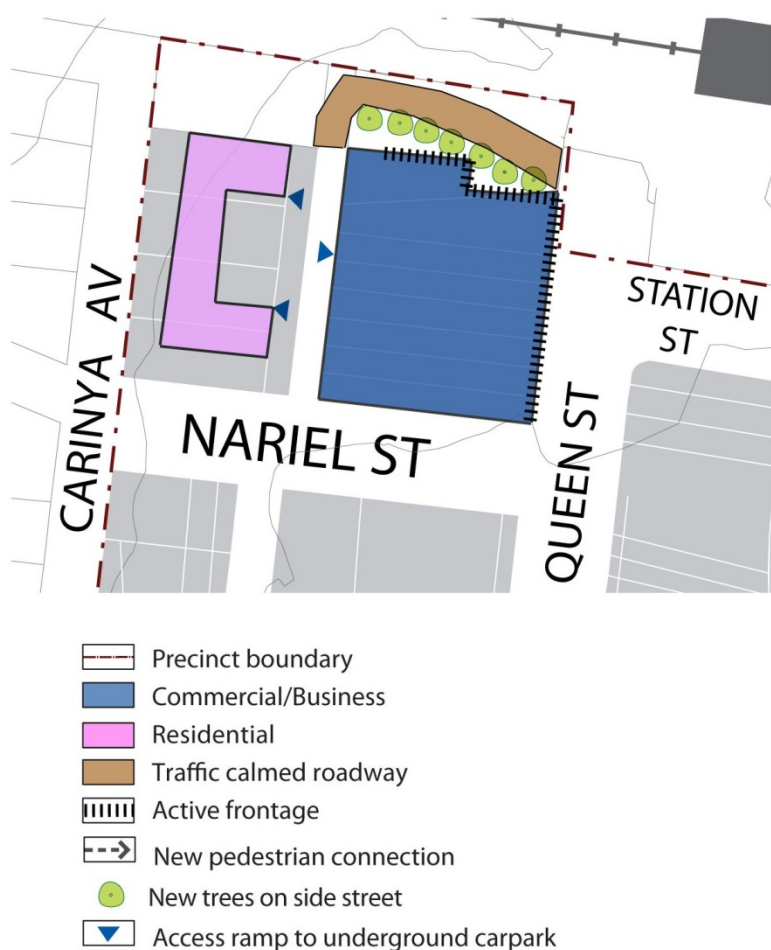 STATION
ST
CARINYA AV
NARIEL ST
QUEEN ST
Precinct boundary
Commercial/Business
Residential
Traffic calmed roadway
Active frontage
New pedestrian connection
New trees on side street
Access ramp to underground carpark